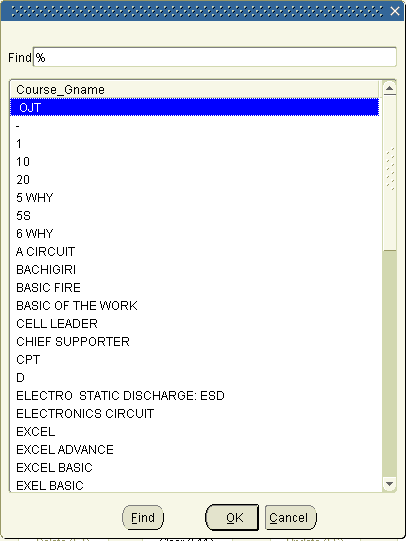 Find %
Course_Gname
OJT
-
1
10
20
5 WHY
5S
6 WHY
A CIRCUIT
BACHIGIRI
BASIC FIRE
BASIC OF THE WORK
CELL LEADER
CHIEF SUPPORTER
CPT
D
ELECTRO  STATIC DISCHARGE: ESD
ELECTRONICS CIRCUIT
EXCEL
EXCEL ADVANCE
EXCEL BASIC
EXEL BASIC
Find OK Cancel